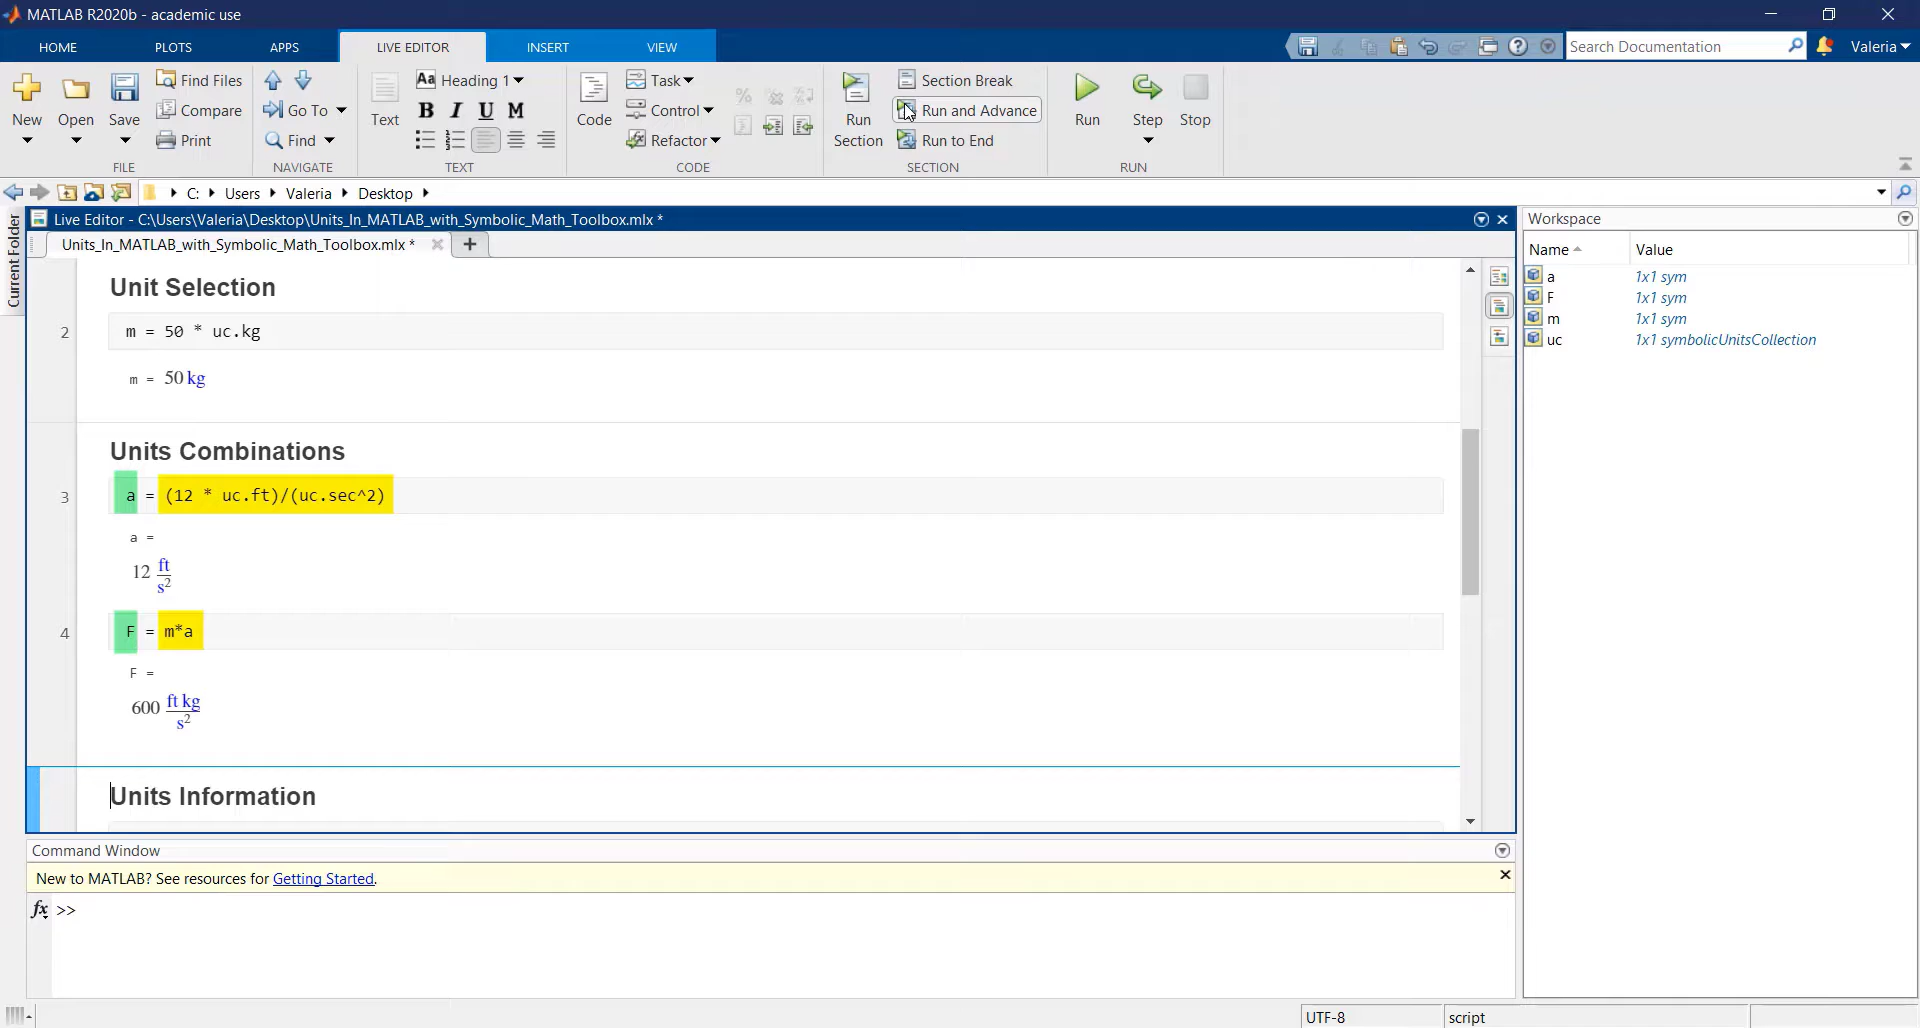 MATLAB R2020b - academic use
HOME PLOTS APPS LIVE EDITOR INSERT VIEW
Search Documentation
Valeria
New
Open
Save
Find Files
Compare
Print
FILE
Go To
Find
NAVIGATE
Text
Aa Heading 1
B I U M
TEXT
Code
Task
Control
Refactor
CODE
Run Section
Section Break
Run and Advance
Run to End
SECTION
Run
Step
Stop
RUN
C: Users Valeria Desktop
Current Folder
Live Editor - C:\Users\Valeria\Desktop\Units_In_MATLAB_with_Symbolic_Math_Toolbox.mlx *
Units_In_MATLAB_with_Symbolic_Math_Toolbox.mlx *
Unit Selection
2 m = 50 * uc.kg
m = 50 kg
Units Combinations
3 a = (12 * uc.ft)/(uc.sec^2)
a =
12 ft
s2
4 F = m*a
F =
600 ft kg
s2
Units Information
Command Window
New to MATLAB? See resources for Getting Started.
fx >>
Workspace
Name Value
a 1x1 sym
F 1x1 sym
m 1x1 sym
uc 1x1 symbolicUnitsCollection
UTF-8 script